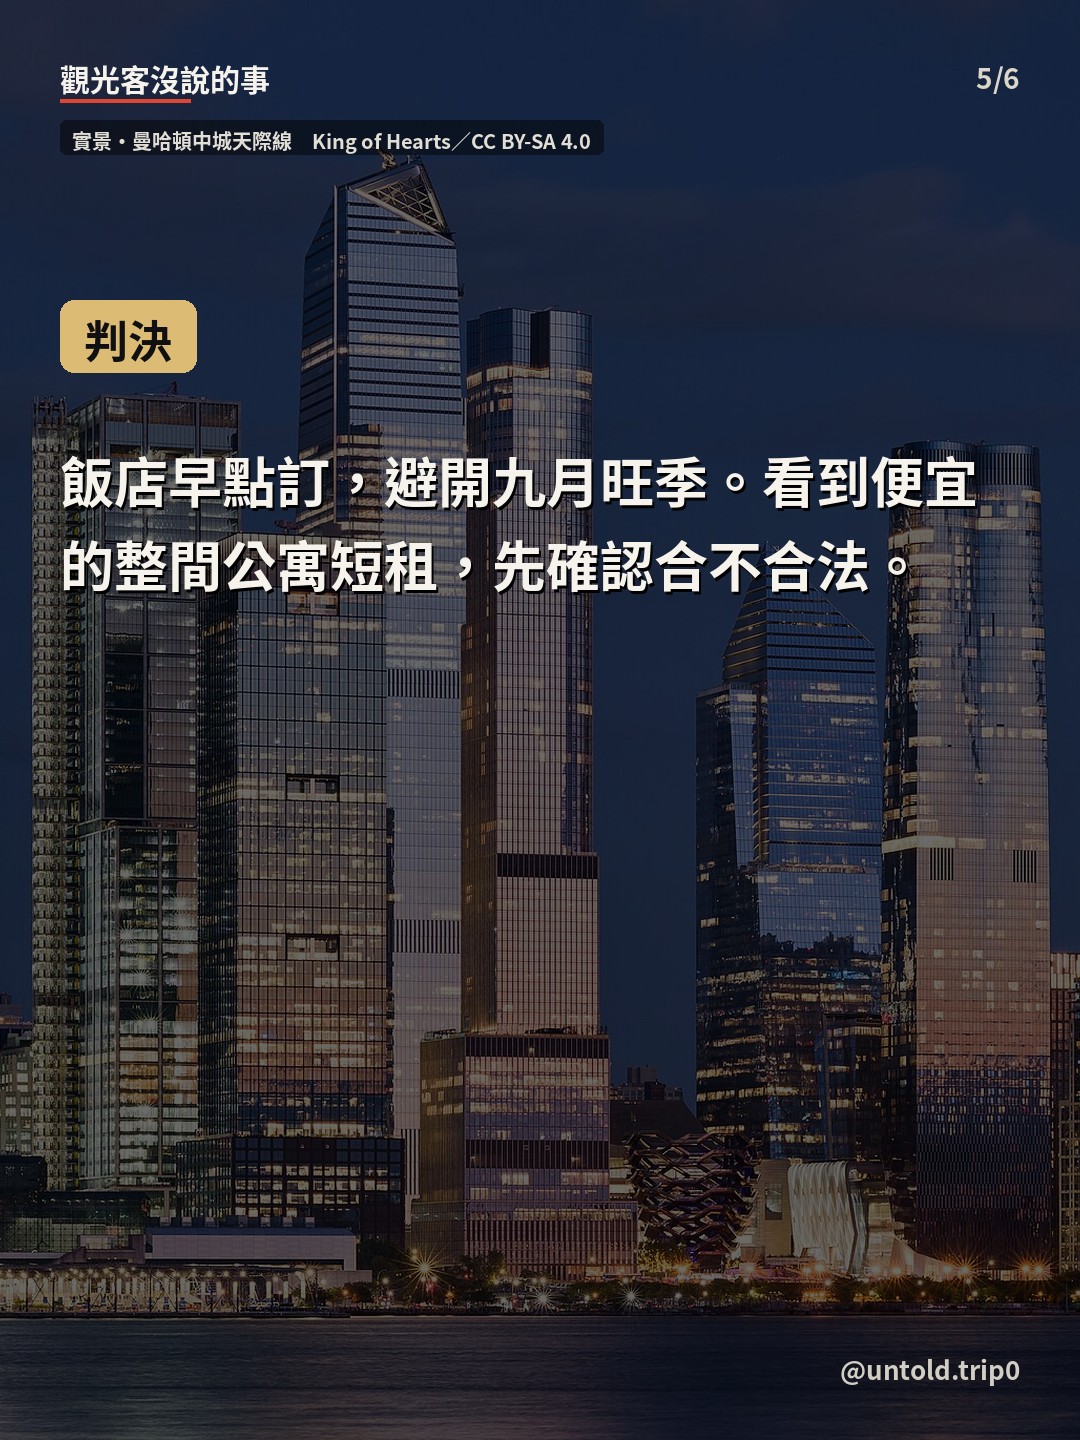 觀光客沒說的事
5/6
實景・曼哈頓中城天際線　King of Hearts／CC BY-SA 4.0
判決
飯店早點訂，避開九月旺季。看到便宜
的整間公寓短租，先確認合不合法。
@untold.trip0